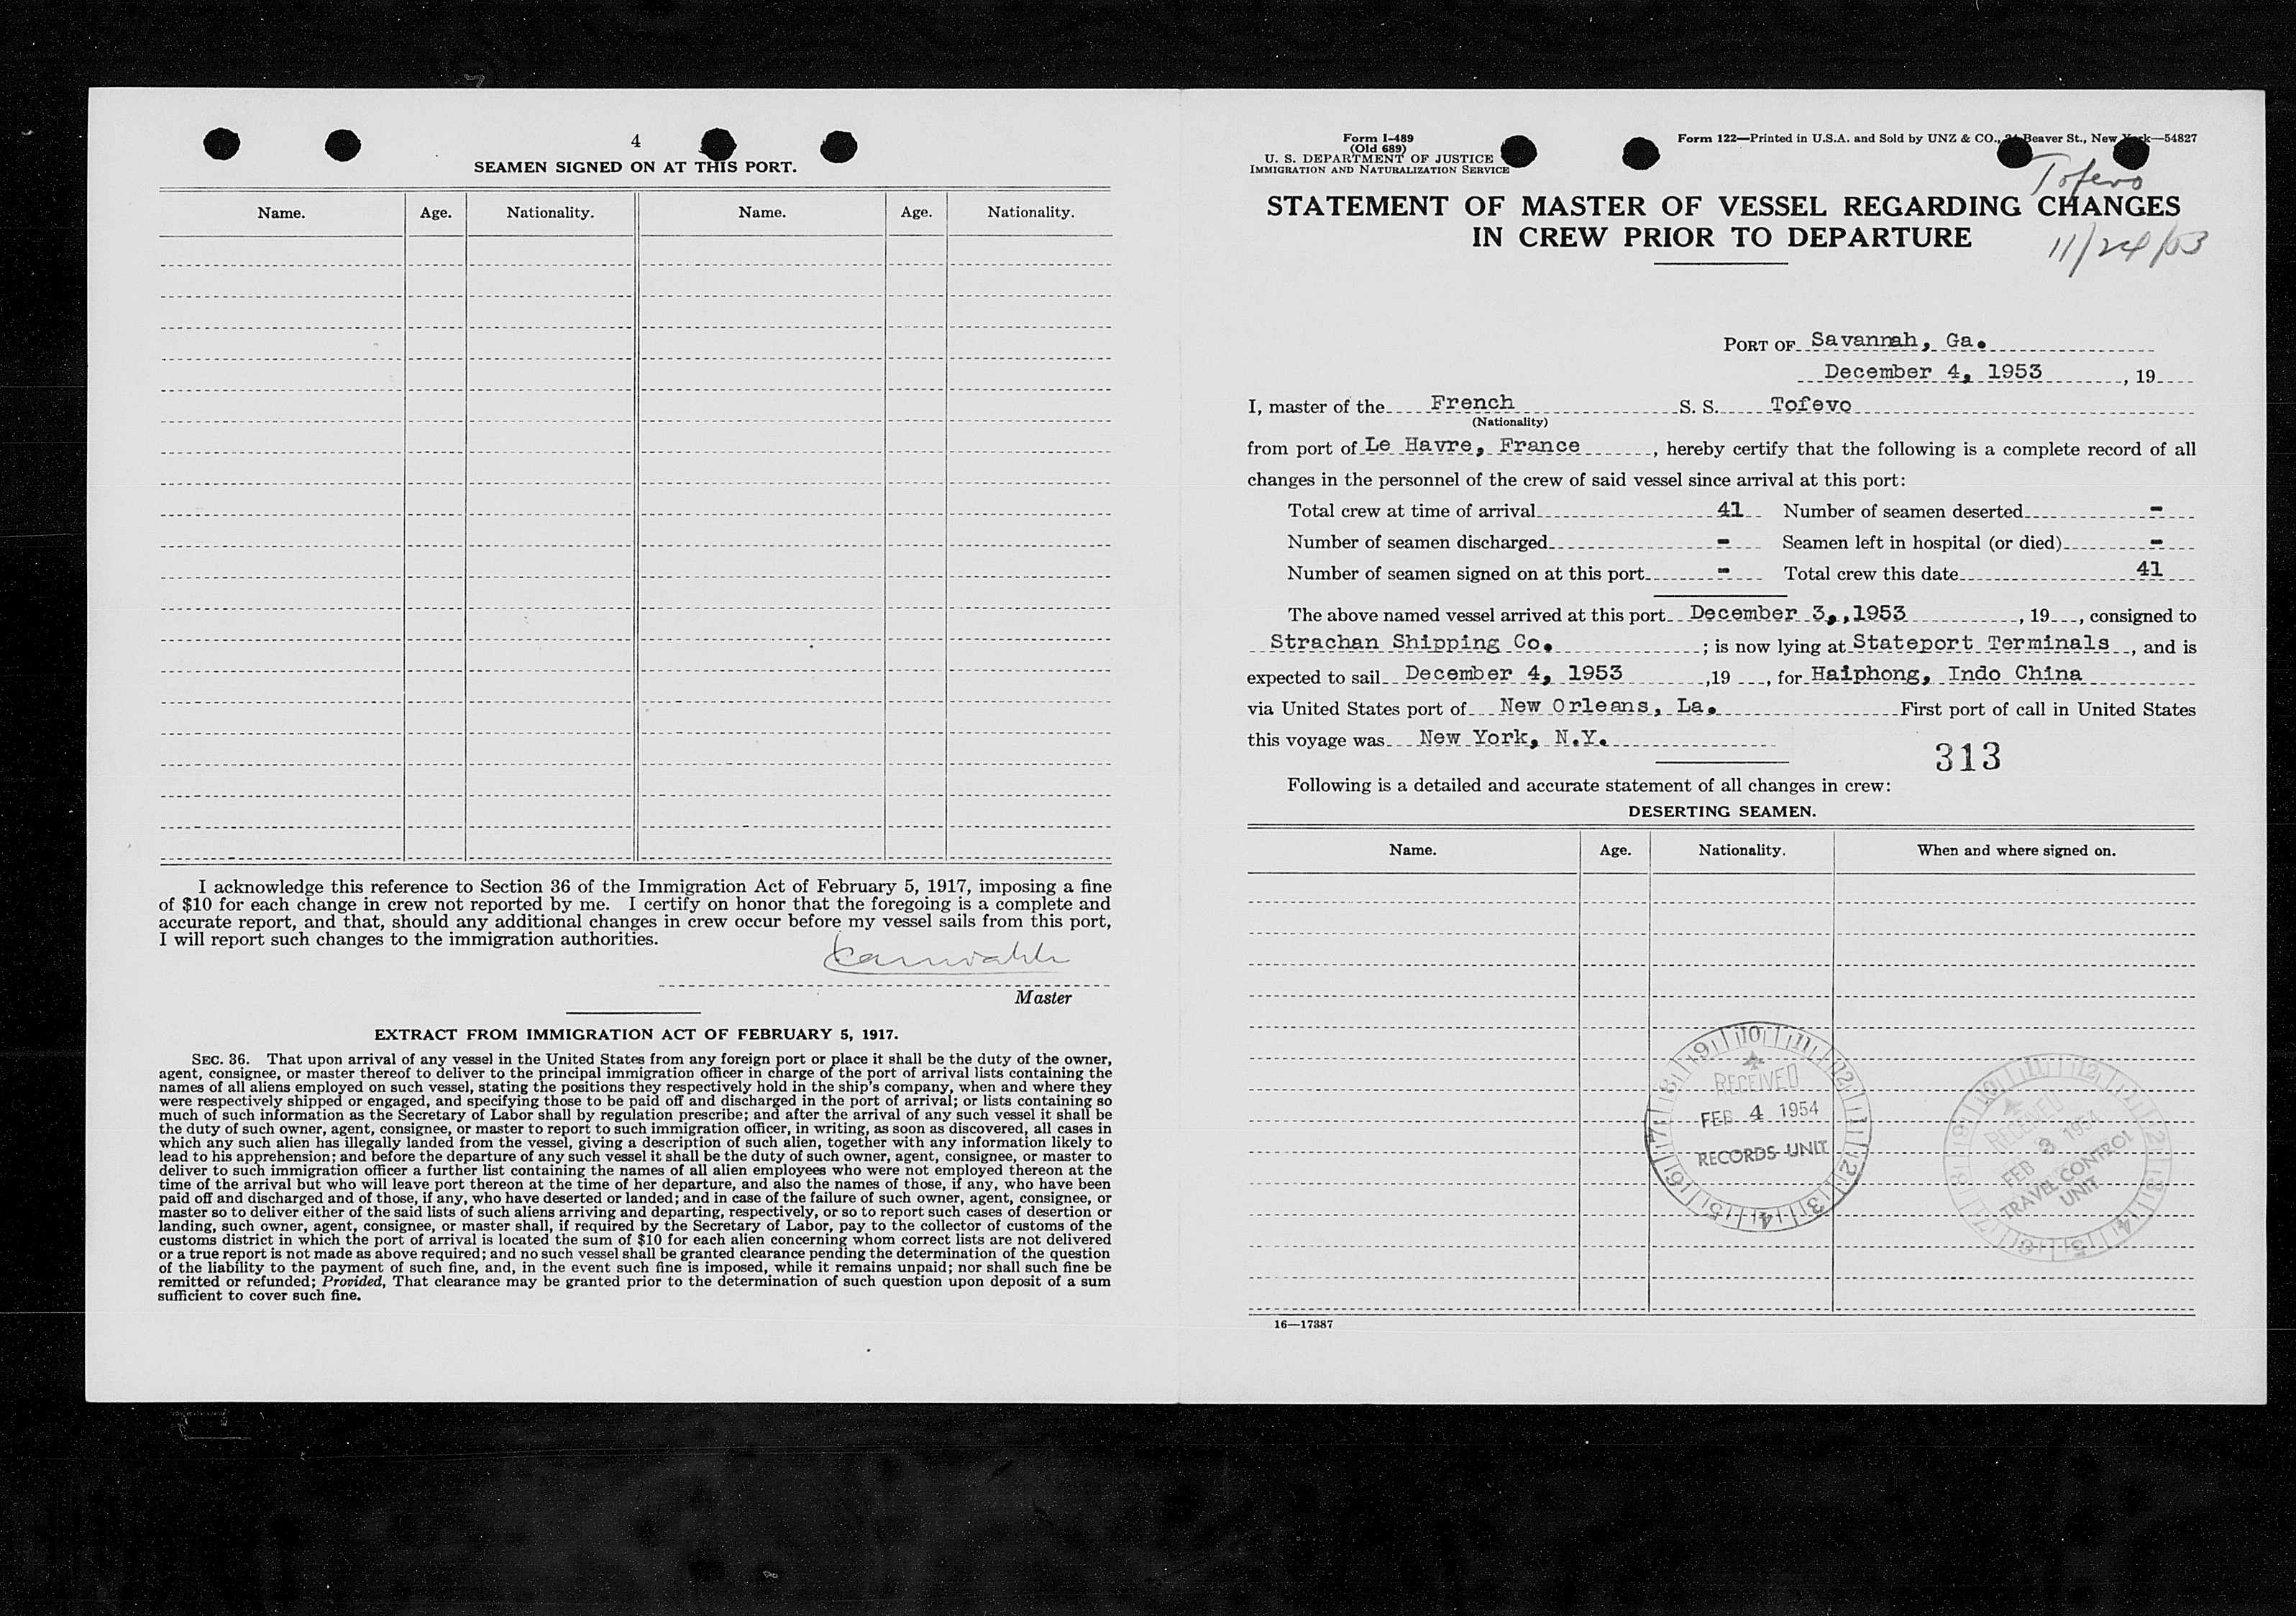 4
SEAMEN SIGNED ON AT THIS PORT.
Name. Age. Nationality. Name. Age. Nationality.
I acknowledge this reference to Section 36 of the Immigration Act of February 5, 1917, imposing a fine
of $10 for each change in crew not reported by me. I certify on honor that the foregoing is a complete and
accurate report, and that, should any additional changes in crew occur before my vessel sails from this port,
I will report such changes to the immigration authorities.
Master
EXTRACT FROM IMMIGRATION ACT OF FEBRUARY 5, 1917.
SEC. 36. That upon arrival of any vessel in the United States from any foreign port or place it shall be the duty of the owner,
agent, consignee, or master thereof to deliver to the principal immigration officer in charge of the port of arrival lists containing the
names of all aliens employed on such vessel, stating the positions they respectively hold in the ship's company, when and where they
were respectively shipped or engaged, and specifying those to be paid off and discharged in the port of arrival; or lists containing so
much of such information as the Secretary of Labor shall by regulation prescribe; and after the arrival of any such vessel it shall be
the duty of such owner, agent, consignee, or master to report to such immigration officer, in writing, as soon as discovered, all cases in
which any such alien has illegally landed from the vessel, giving a description of such alien, together with any information likely to
lead to his apprehension; and before the departure of any such vessel it shall be the duty of such owner, agent, consignee, or master to
deliver to such immigration officer a further list containing the names of all alien employees who were not employed thereon at the
time of the arrival but who will leave port thereon at the time of her departure, and also the names of those, if any, who have been
paid off and discharged and of those, if any, who have deserted or landed; and in case of the failure of such owner, agent, consignee, or
master so to deliver either of the said lists of such aliens arriving and departing, respectively, or so to report such cases of desertion or
landing, such owner, agent, consignee, or master shall, if required by the Secretary of Labor, pay to the collector of customs of the
customs district in which the port of arrival is located the sum of $10 for each alien concerning whom correct lists are not delivered
or a true report is not made as above required; and no such vessel shall be granted clearance pending the determination of the question
of the liability to the payment of such fine, and, in the event such fine is imposed, while it remains unpaid; nor shall such fine be
remitted or refunded; Provided, That clearance may be granted prior to the determination of such question upon deposit of a sum
sufficient to cover such fine.
Form I-489
(Old 689)
U. S. DEPARTMENT OF JUSTICE
IMMIGRATION AND NATURALIZATION SERVICE
Form 122—Printed in U.S.A. and Sold by UNZ & CO., Beaver St., New York—54827
Tofevo
STATEMENT OF MASTER OF VESSEL REGARDING CHANGES
IN CREW PRIOR TO DEPARTURE
11/24/53
PORT OF Savannah, Ga.
December 4, 1953 , 19
I, master of the French S. S. Tofevo
(Nationality)
from port of Le Havre, France , hereby certify that the following is a complete record of all
changes in the personnel of the crew of said vessel since arrival at this port:
Total crew at time of arrival 41 Number of seamen deserted -
Number of seamen discharged - Seamen left in hospital (or died) -
Number of seamen signed on at this port - Total crew this date 41
The above named vessel arrived at this port December 3,,1953 , 19 , consigned to
Strachan Shipping Co. ; is now lying at Stateport Terminals , and is
expected to sail December 4, 1953 ,19 , for Haiphong, Indo China
via United States port of New Orleans, La. First port of call in United States
this voyage was New York, N.Y.
313
Following is a detailed and accurate statement of all changes in crew:
DESERTING SEAMEN.
Name. Age. Nationality. When and where signed on.
9 10 11 12 1 2 3 4 5 6 7 8
RECEIVED
FEB 4 1954
RECORDS UNIT
9 10 11 12 1 2 3 4 5 6 7 8
RECEIVED
FEB 3 1954
TRAVEL CONTROL
UNIT
16—17387